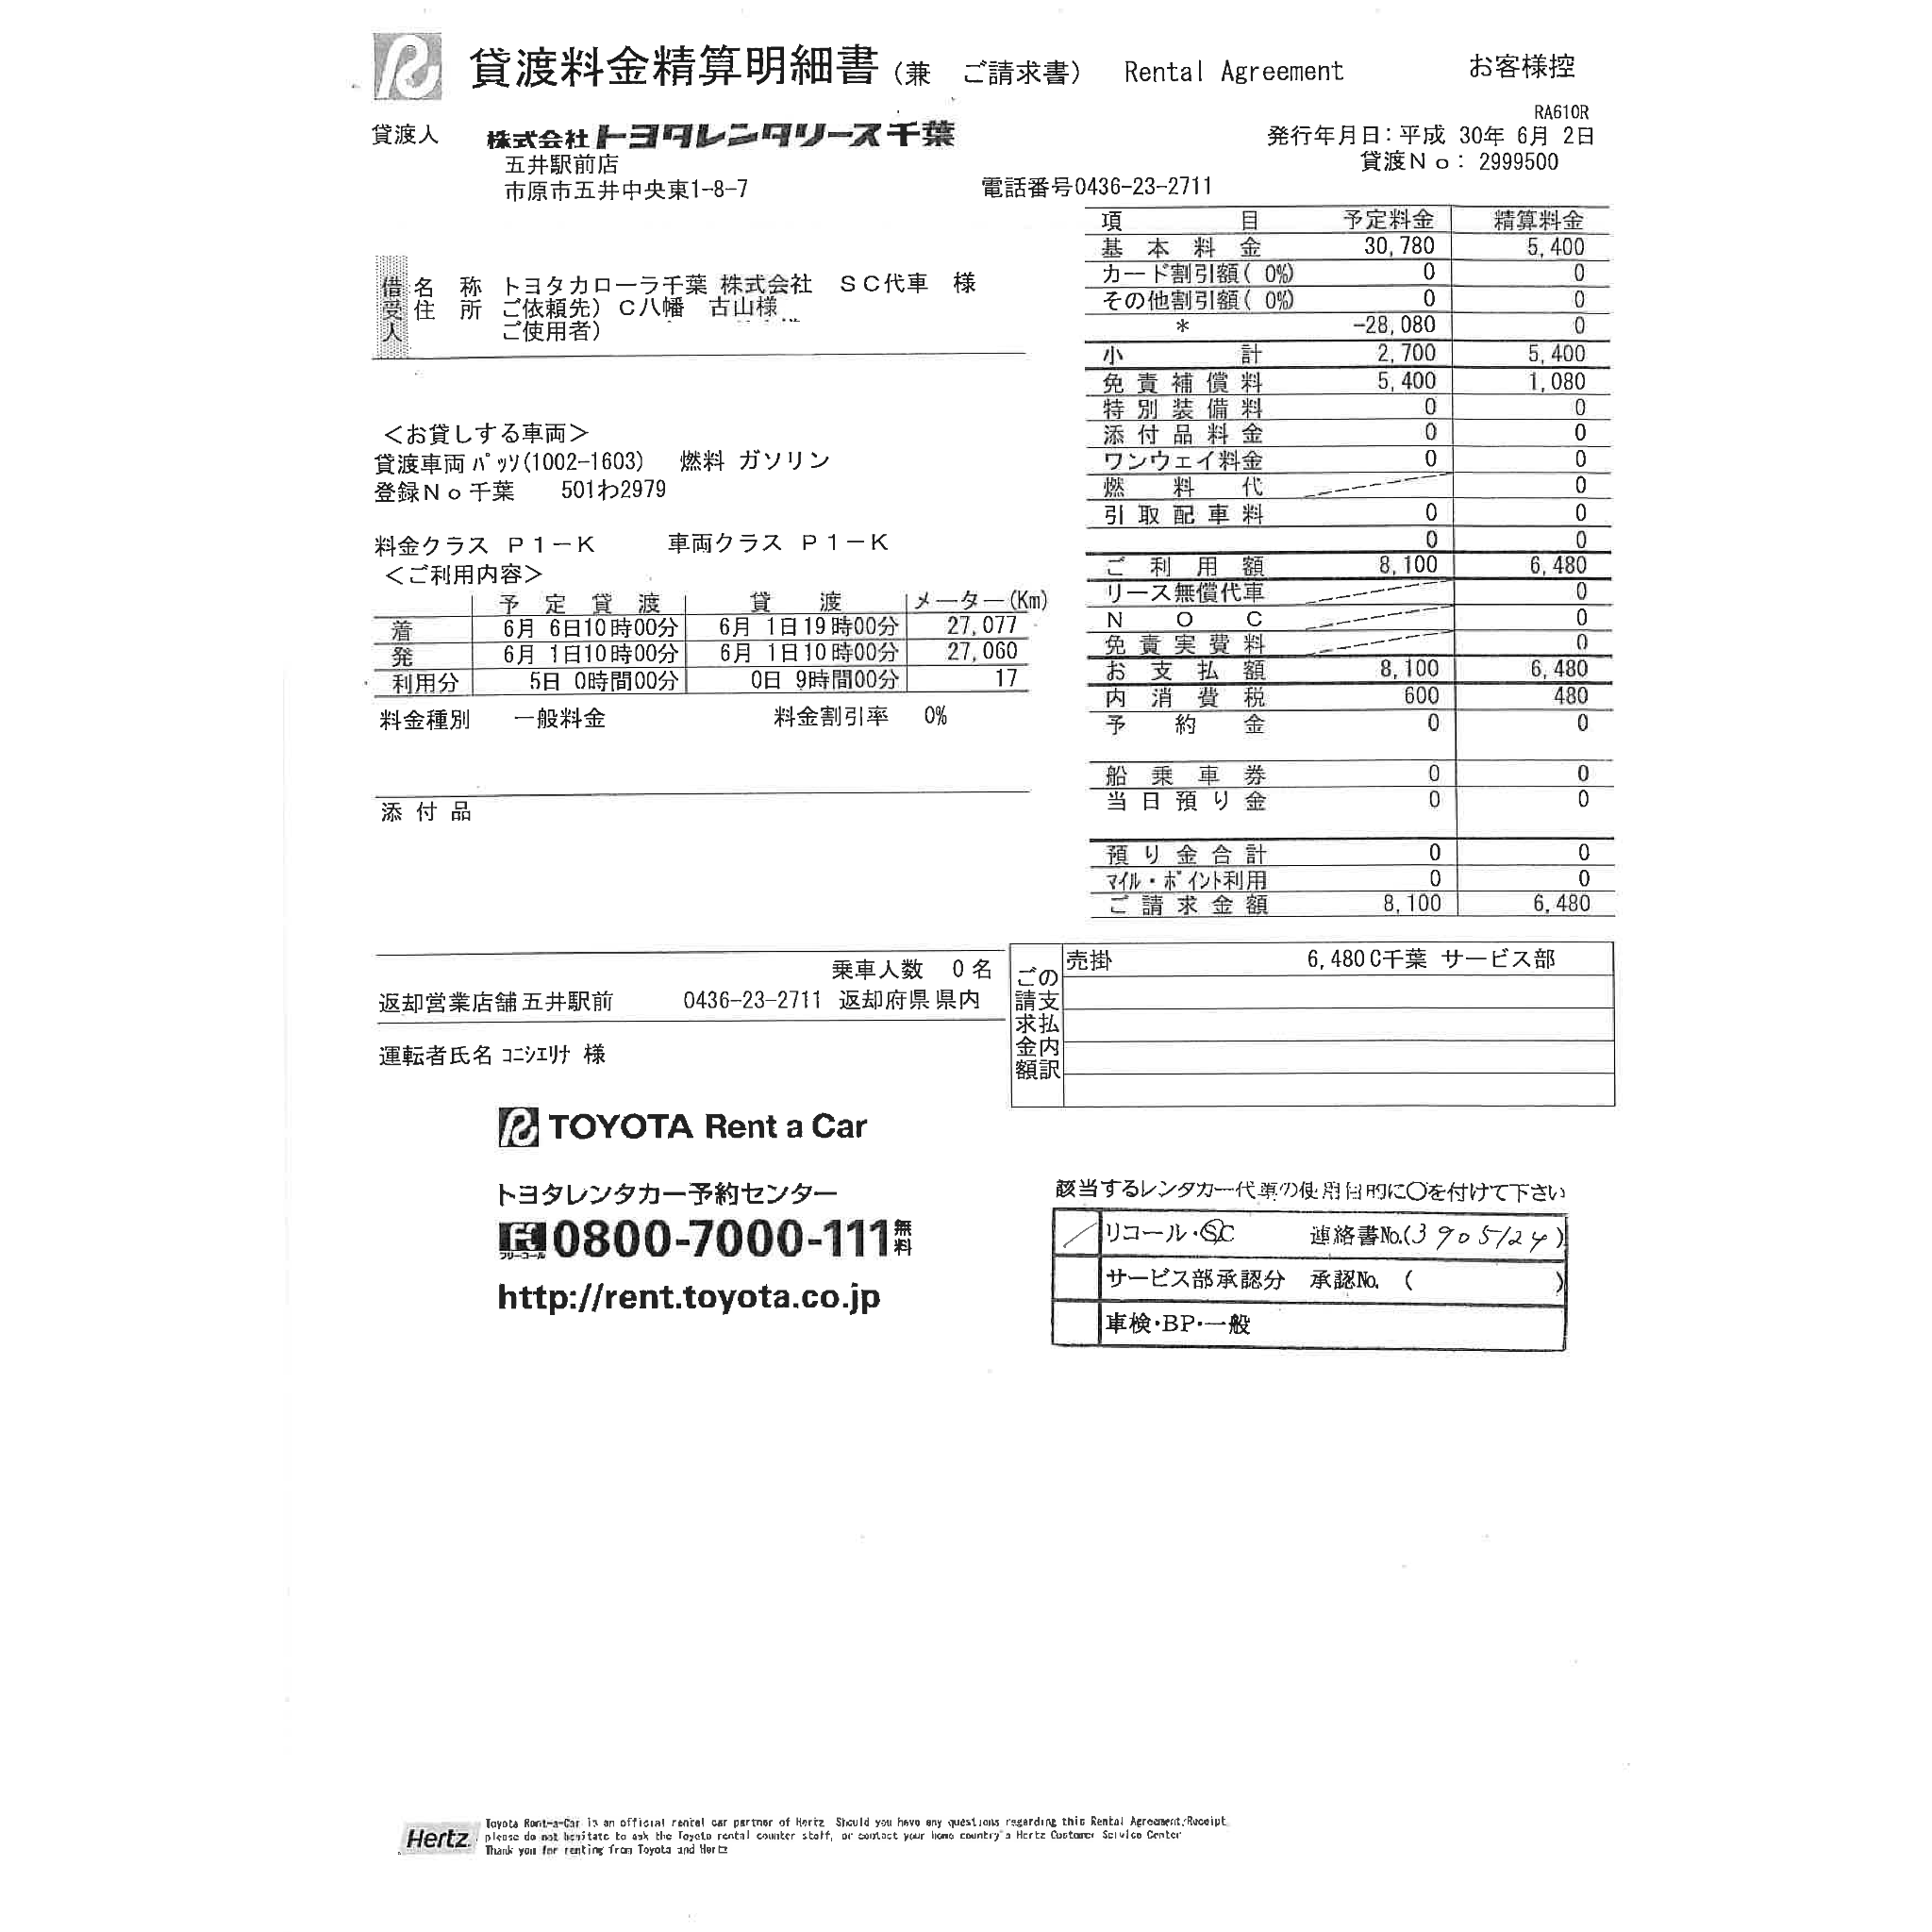 貸渡料金精算明細書（兼　ご請求書） Rental Agreement お客様控
RA610R
貸渡人 株式会社トヨタレンタリース千葉 発行年月日：平成 30年 6月 2日
五井駅前店 貸渡Ｎｏ： 2999500
市原市五井中央東1-8-7 電話番号0436-23-2711
項目 予定料金 精算料金
基本料金 30,780 5,400
カード割引額( 0%) 0 0
その他割引額( 0%) 0 0
* -28,080 0
小計 2,700 5,400
免責補償料 5,400 1,080
特別装備料 0 0
添付品料金 0 0
ワンウェイ料金 0 0
燃料代 0
引取配車料 0 0
0 0
ご利用額 8,100 6,480
リース無償代車 0
ＮＯＣ 0
免責実費料 0
お支払額 8,100 6,480
内消費税 600 480
予約金 0 0
船乗車券 0 0
当日預り金 0 0
預り金合計 0 0
ﾏｲﾙ・ﾎﾟｲﾝﾄ利用 0 0
ご請求金額 8,100 6,480
借受人
名称 トヨタカローラ千葉 株式会社　ＳＣ代車　様
住所 ご依頼先）Ｃ八幡　古山様
ご使用者）
＜お貸しする車両＞
貸渡車両 ﾊﾟｯｿ(1002-1603) 燃料 ガソリン
登録Ｎｏ千葉　501わ2979
料金クラス Ｐ１－Ｋ 車両クラス Ｐ１－Ｋ
＜ご利用内容＞
予定貸渡 貸渡 メーター(Km)
着 6月 6日10時00分 6月 1日19時00分 27,077
発 6月 1日10時00分 6月 1日10時00分 27,060
利用分 5日 0時間00分 0日 9時間00分 17
料金種別 一般料金 料金割引率 0%
添付品
乗車人数 0名
返却営業店舗 五井駅前 0436-23-2711 返却府県 県内
運転者氏名 ｺﾆｼｴﾘﾅ 様
ご請求金額の支払内訳
売掛 6,480 C千葉 サービス部
TOYOTA Rent a Car
トヨタレンタカー予約センター
フリーコール 0800-7000-111 無料
http://rent.toyota.co.jp
該当するレンタカー代車の使用目的に〇を付けて下さい
リコール・SC 連絡書No.(3905124)
サービス部承認分 承認No. ( )
車検・BP・一般
Hertz
Toyota Rent-a-Car is an official rental car partner of Hertz. Should you have any questions regarding this Rental Agreement/Receipt,
please do not hesitate to ask the Toyota rental counter staff, or contact your home country's Hertz Customer Service Center
Thank you for renting from Toyota and Hertz